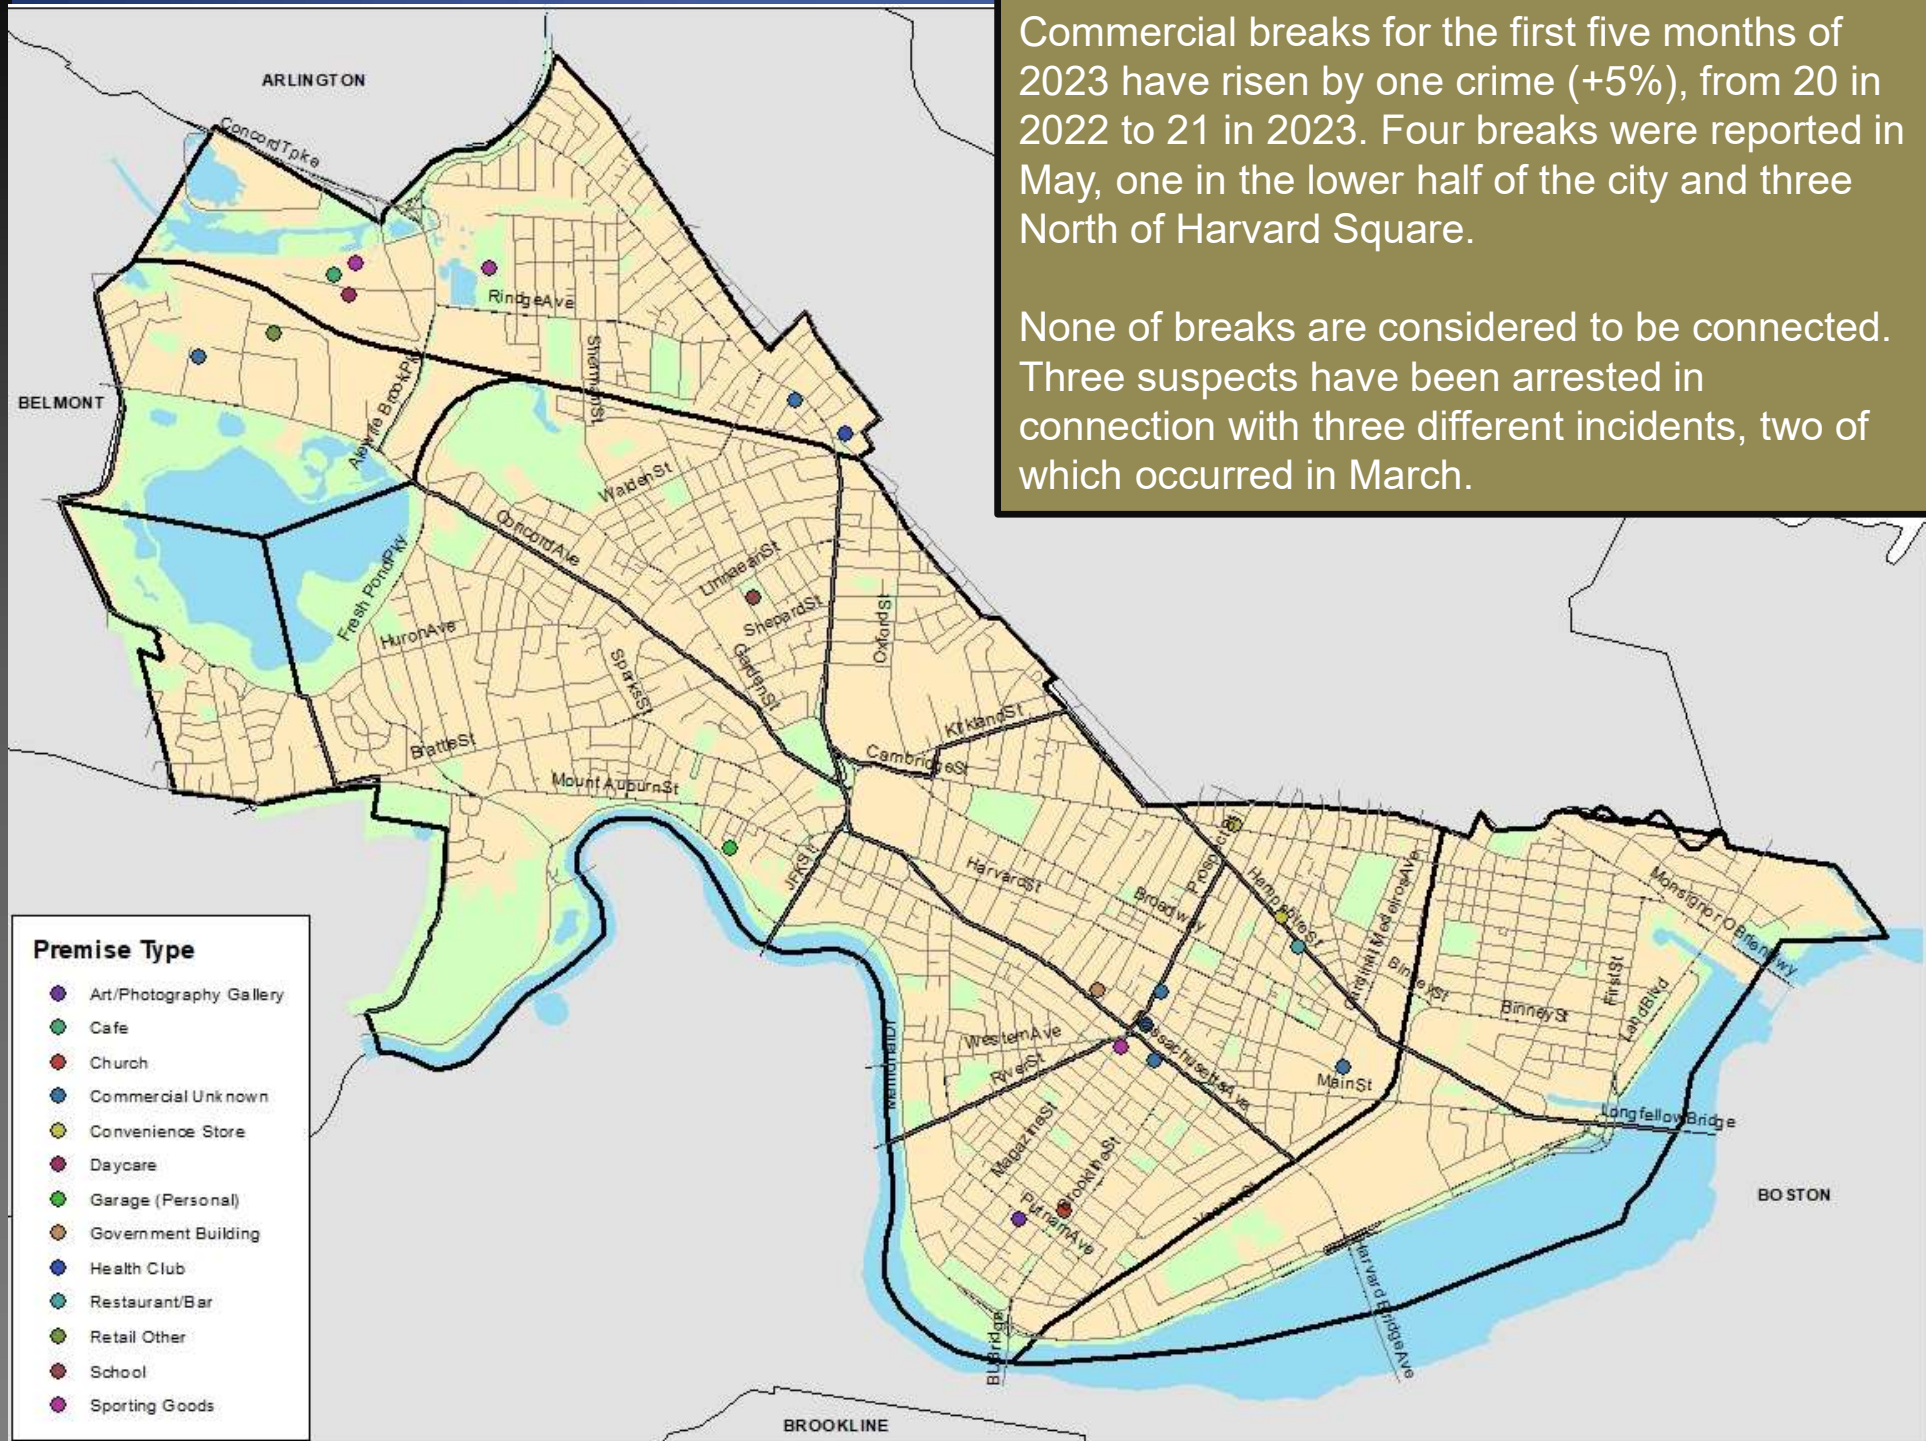 Commercial breaks for the first five months of
2023 have risen by one crime (+5%), from 20 in
2022 to 21 in 2023. Four breaks were reported in
May, one in the lower half of the city and three
North of Harvard Square.
None of breaks are considered to be connected.
Three suspects have been arrested in
connection with three different incidents, two of
which occurred in March.
ARLINGTON
Concord Tpke
Ridge Ave
Sherman St
BELMONT
Alewife Brook Pky
Walden St
Concord Ave
Linnaean St
Fresh Pond Pky
Shepard St
Oxford St
Huron Ave
Sparks St
Garden St
Kirkland St
Brattle St
Cambridge St
Mount Auburn St
JFK St
Harvard St
Prospect St
Broadway
Hampshire St
Cardinal Medeiros Ave
Monsignor O Brien Hwy
Binney St
Binney St
First St
Land Blvd
Memorial Dr
Western Ave
River St
Massachusetts Ave
Main St
Longfellow Bridge
Magazine St
Brookline St
Putnam Ave
Vassar St
BOSTON
Harvard Bridge Ave
BU Bridge
BROOKLINE
Premise Type
Art/Photography Gallery
Cafe
Church
Commercial Unknown
Convenience Store
Daycare
Garage (Personal)
Government Building
Health Club
Restaurant/Bar
Retail Other
School
Sporting Goods